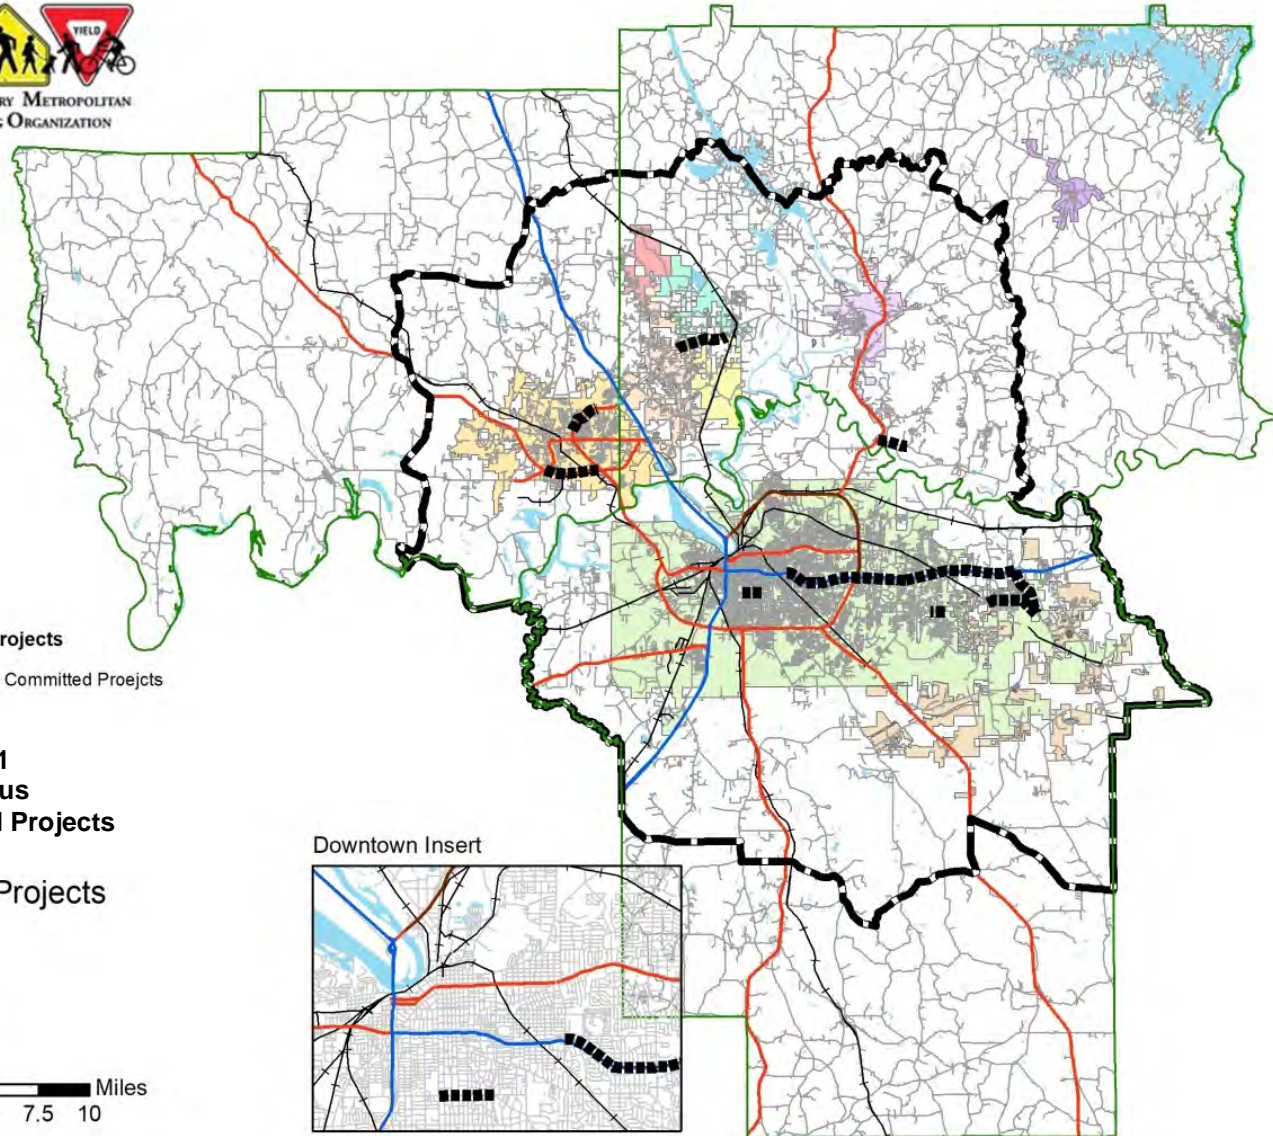 YIELD
RY METROPOLITAN
G ORGANIZATION
rojects
Committed Proejcts
1
us
l Projects
Projects
Downtown Insert
Miles
7.5 10